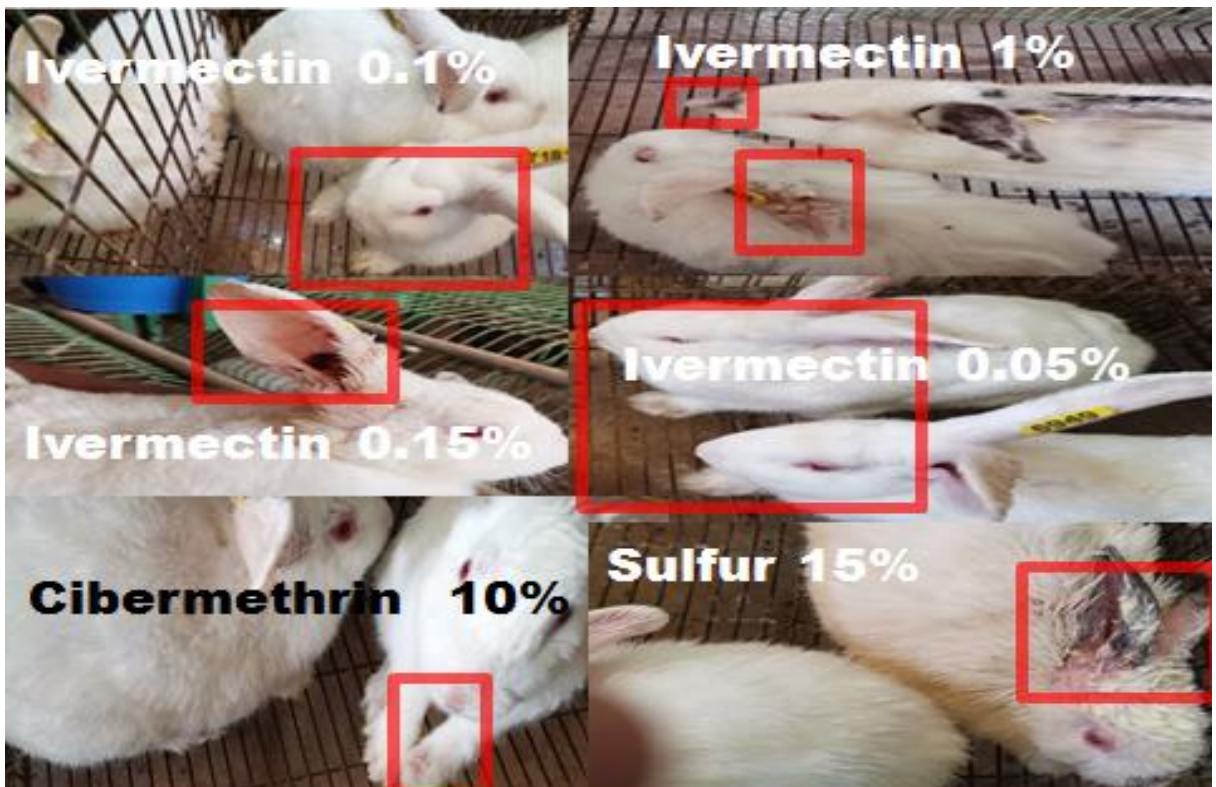 Ivermectin 0.1%
Ivermectin 1%
Ivermectin 0.15%
Ivermectin 0.05%
Cibermethrin 10%
Sulfur 15%